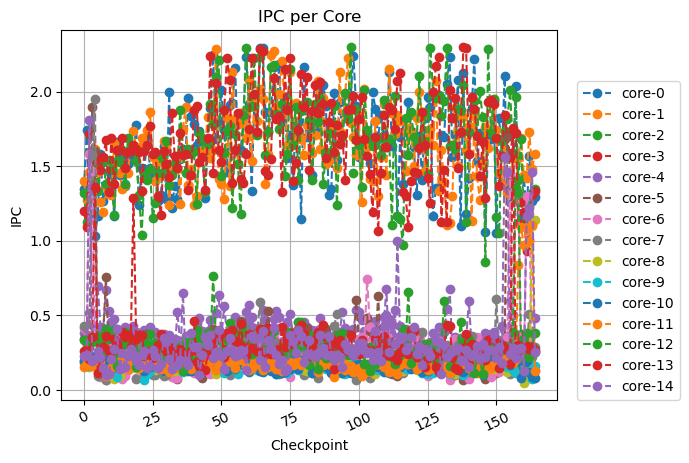 IPC per Core
IPC
2.0
1.5
1.0
0.5
0.0
0
25
50
75
100
125
150
Checkpoint
core-0
core-1
core-2
core-3
core-4
core-5
core-6
core-7
core-8
core-9
core-10
core-11
core-12
core-13
core-14